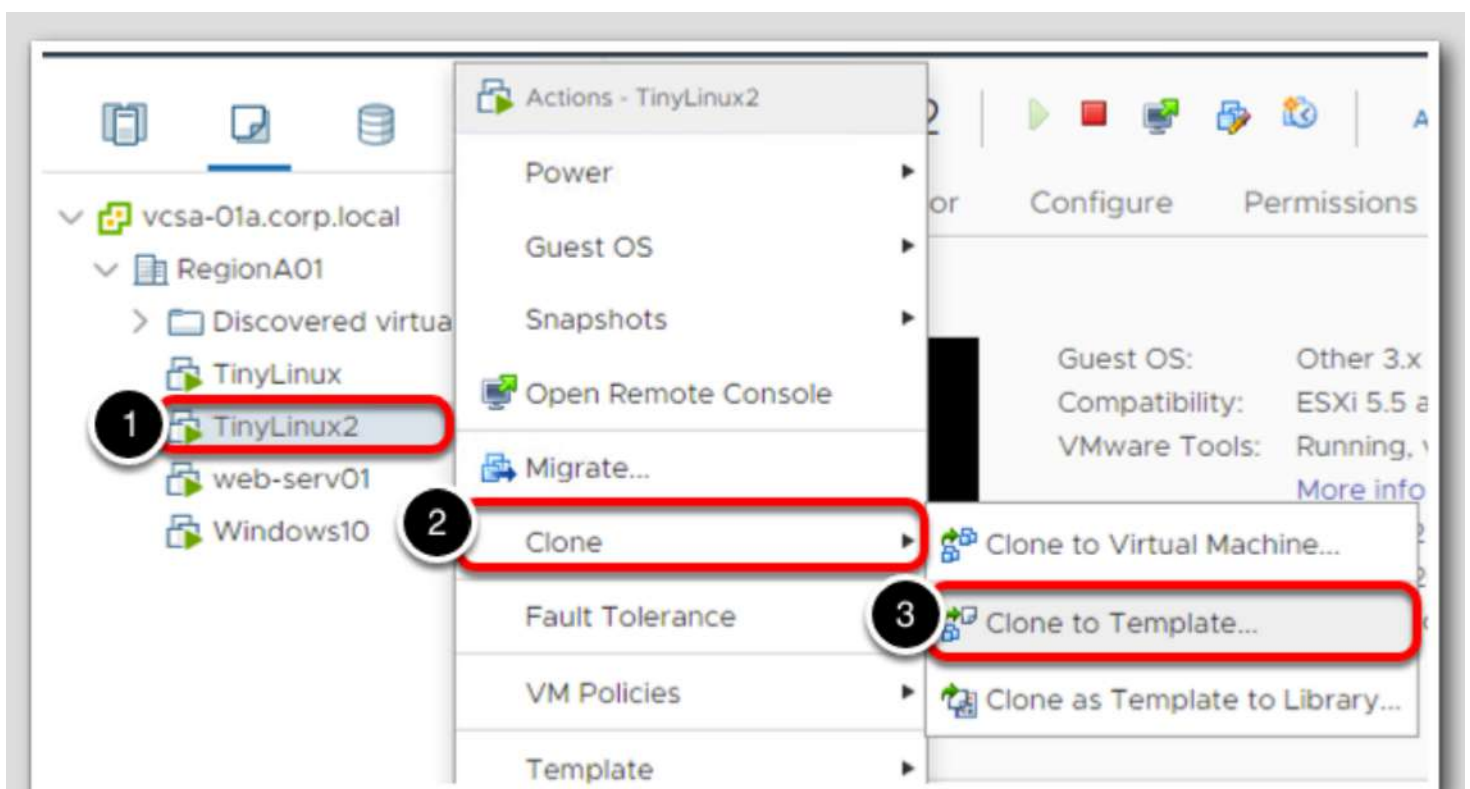 Actions - TinyLinux2
2
A
Power
or Configure Permissions
vcsa-01a.corp.local
Guest OS
RegionA01
Discovered virtua
Snapshots
TinyLinux
Guest OS: Other 3.x
Open Remote Console
Compatibility: ESXi 5.5 a
1
TinyLinux2
VMware Tools: Running, v
web-serv01
Migrate...
More info
2
Windows10
Clone
Clone to Virtual Machine...
Fault Tolerance
3
Clone to Template...
VM Policies
Clone as Template to Library...
Template